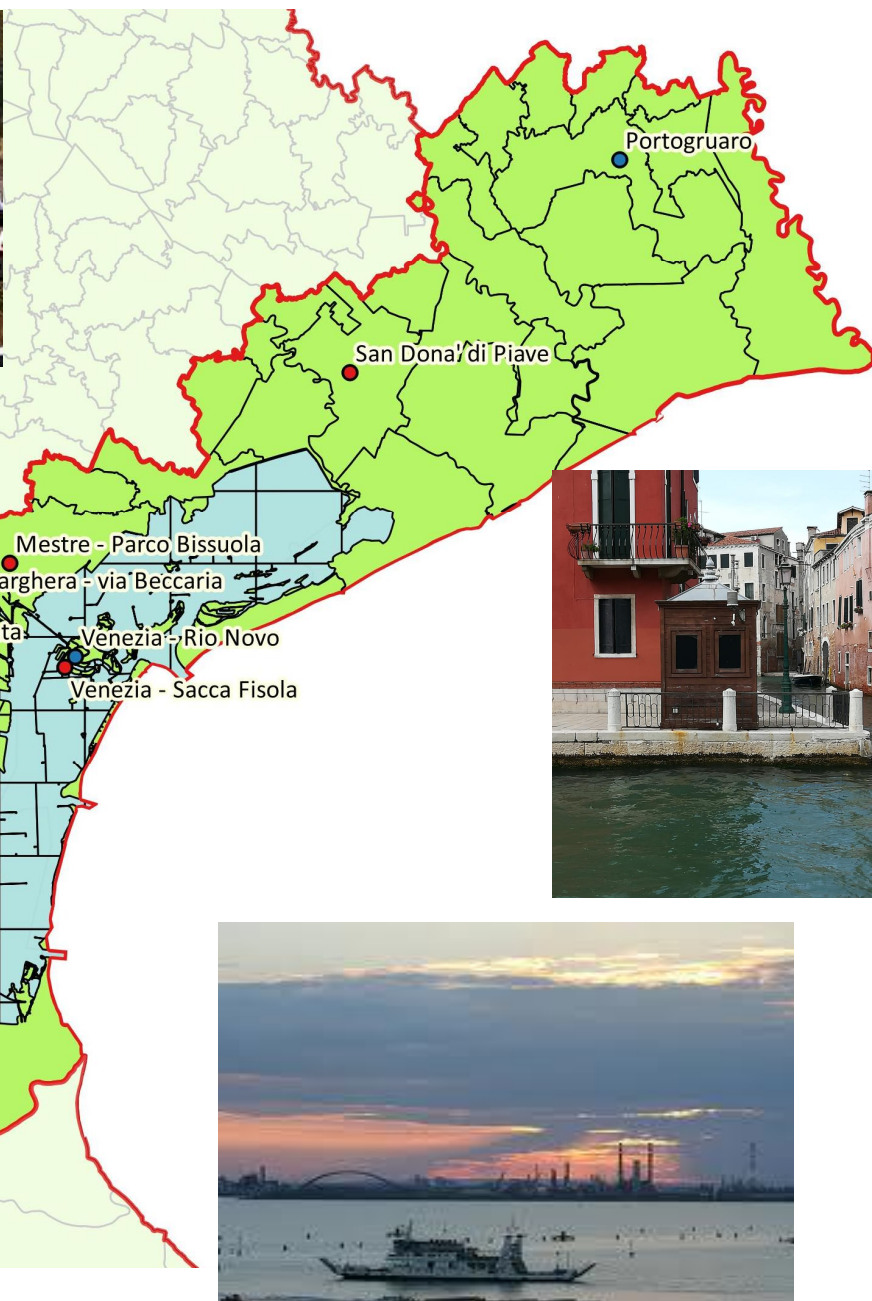 Portogruaro
San Dona' di Piave
Mestre - Parco Bissuola
arghera - via Beccaria
ta
Venezia - Rio Novo
Venezia - Sacca Fisola